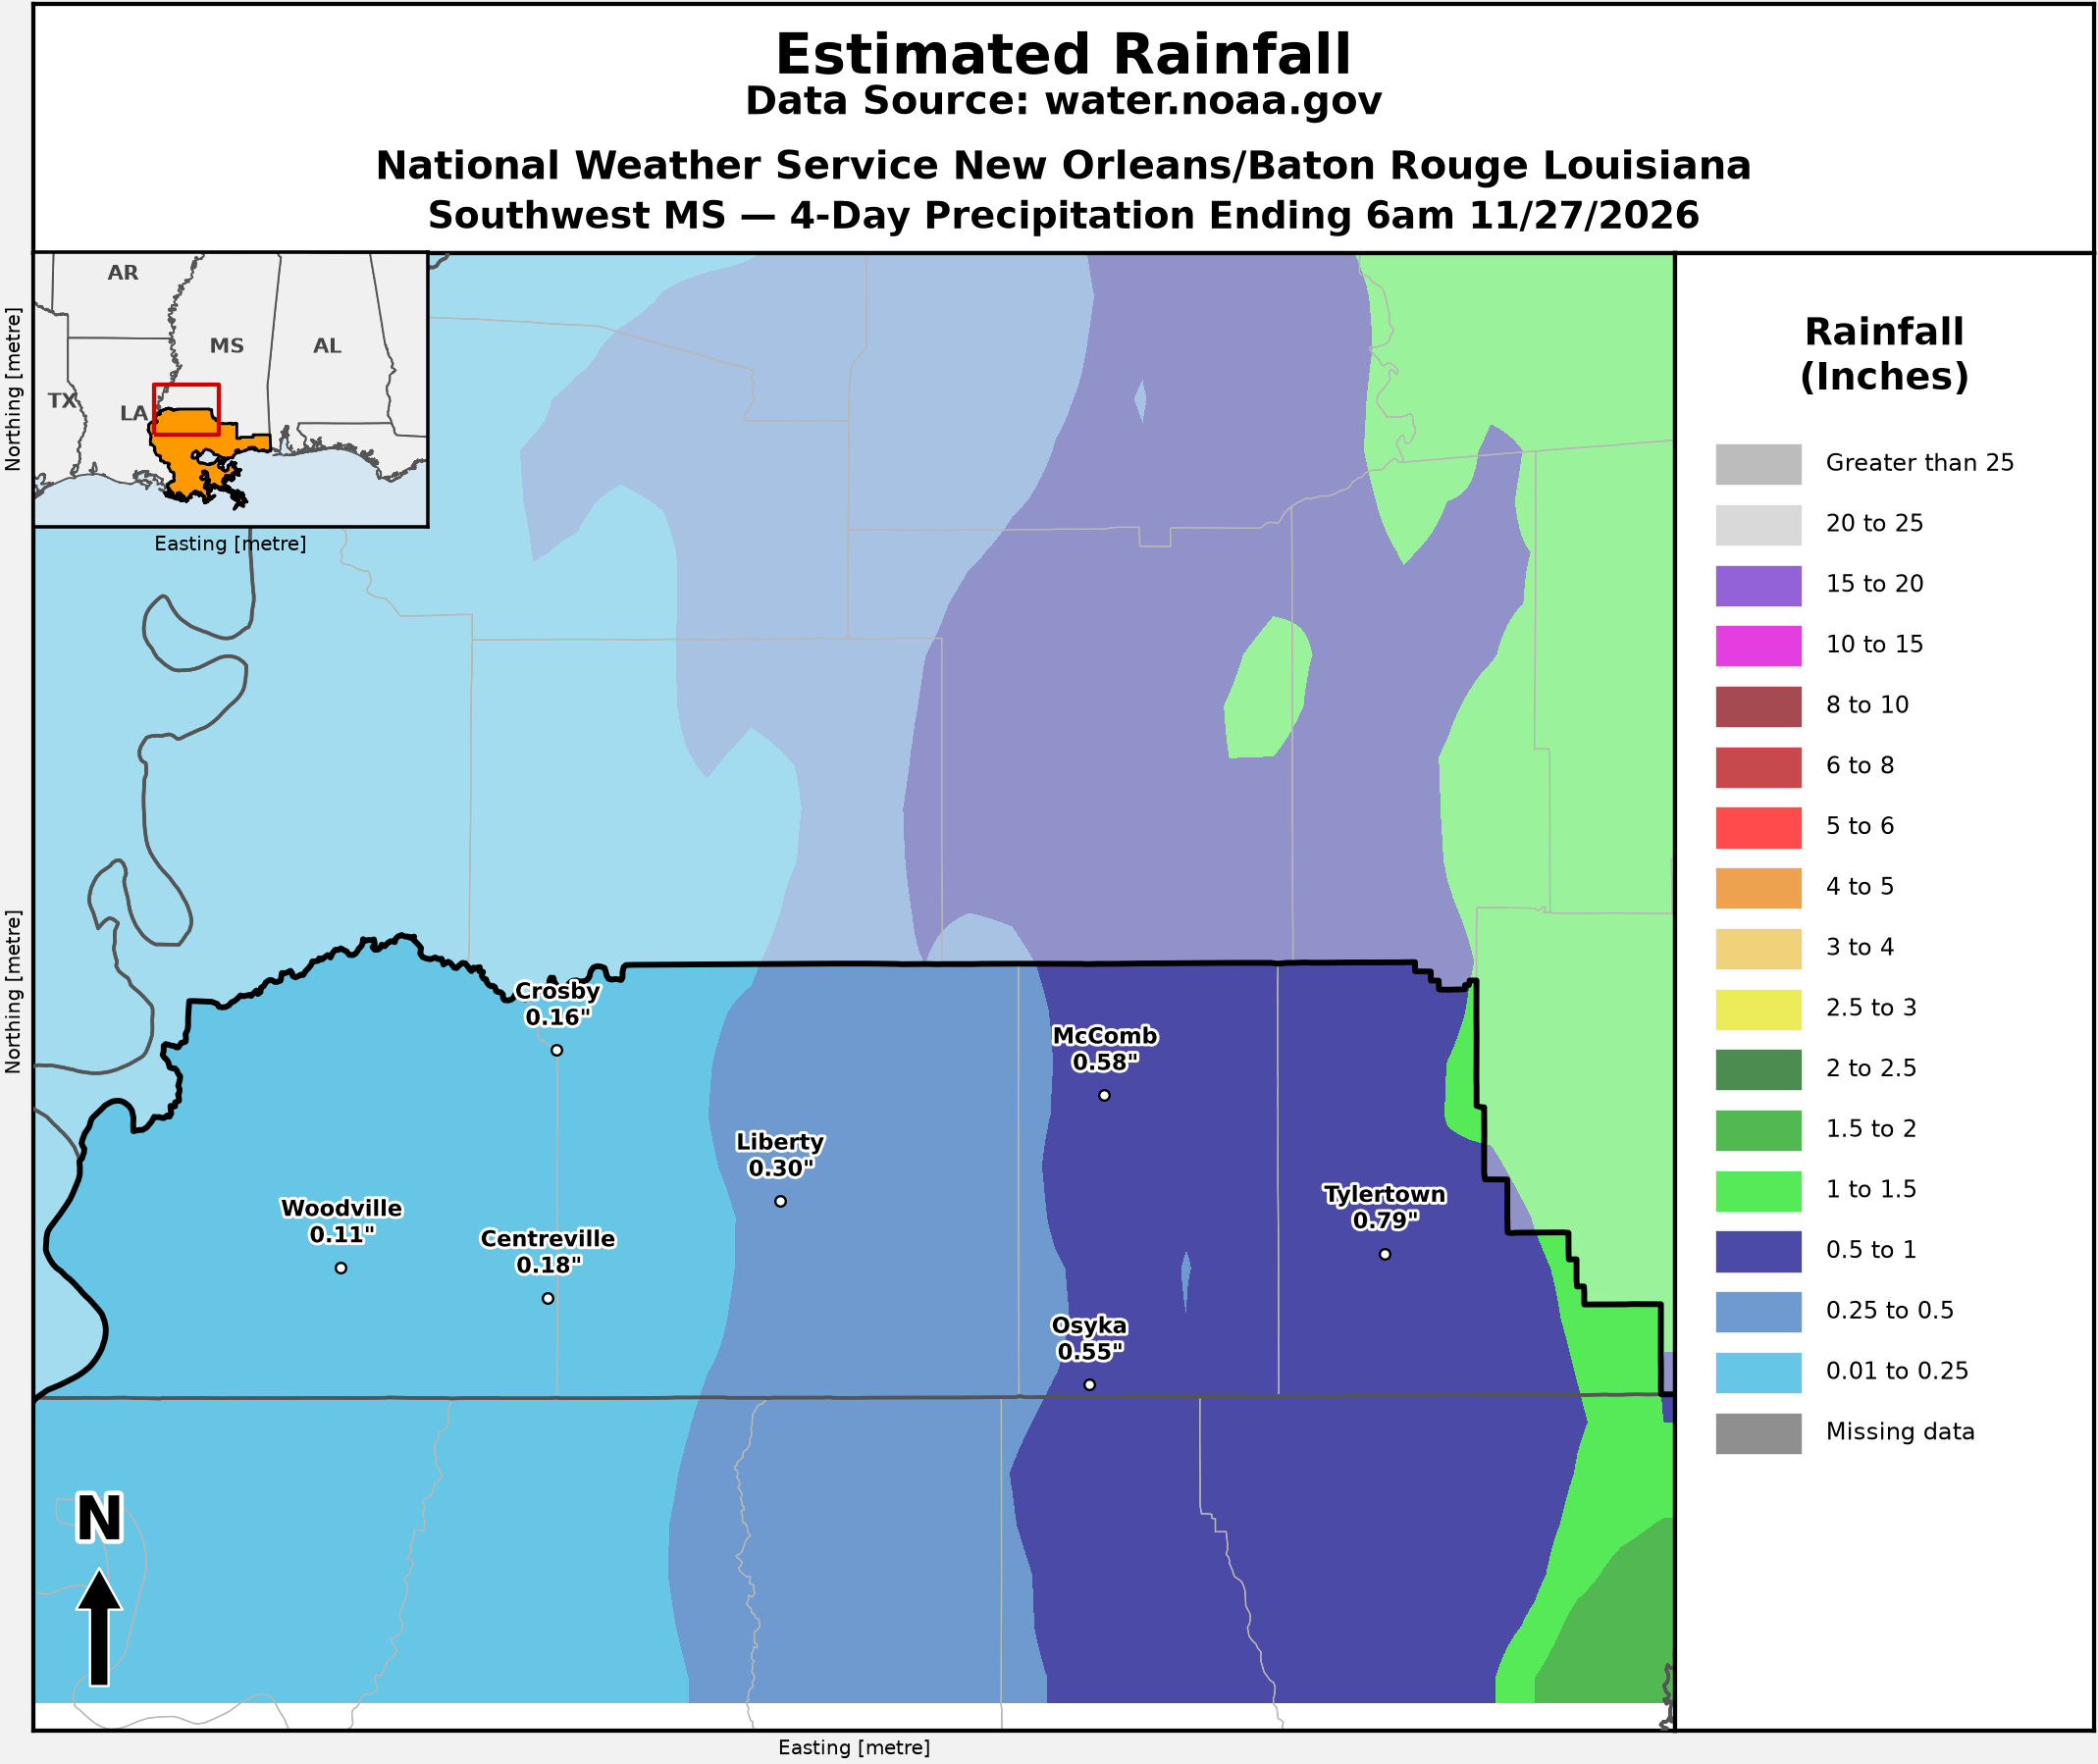 Estimated Rainfall
Data Source: water.noaa.gov
National Weather Service New Orleans/Baton Rouge Louisiana
Southwest MS — 4-Day Precipitation Ending 6am 11/27/2026
Northing [metre]
AR
MS
AL
TX
LA
Easting [metre]
Northing [metre]
Crosby
0.16"
McComb
0.58"
Liberty
0.30"
Woodville
0.11"
Centreville
0.18"
Tylertown
0.79"
Osyka
0.55"
N
Easting [metre]
Rainfall
(Inches)
Greater than 25
20 to 25
15 to 20
10 to 15
8 to 10
6 to 8
5 to 6
4 to 5
3 to 4
2.5 to 3
2 to 2.5
1.5 to 2
1 to 1.5
0.5 to 1
0.25 to 0.5
0.01 to 0.25
Missing data